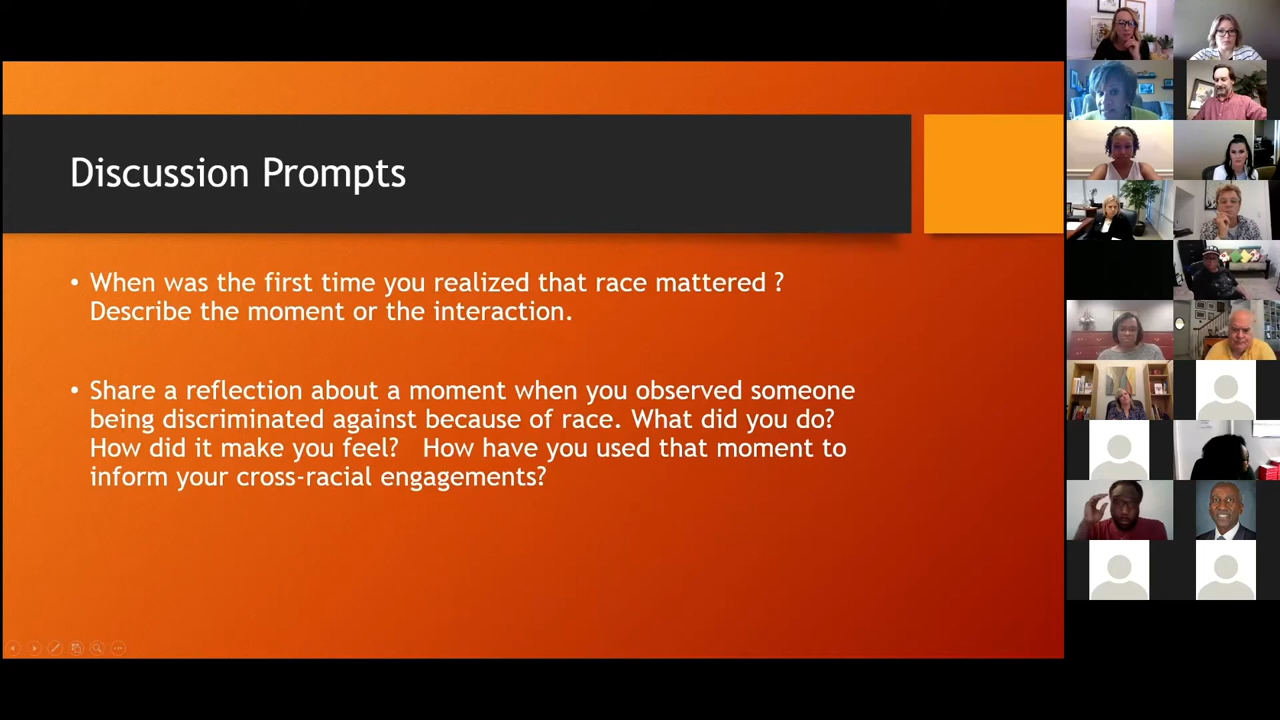 Discussion Prompts
• When was the first time you realized that race mattered ?
Describe the moment or the interaction.
• Share a reflection about a moment when you observed someone
being discriminated against because of race. What did you do?
How did it make you feel?   How have you used that moment to
inform your cross-racial engagements?